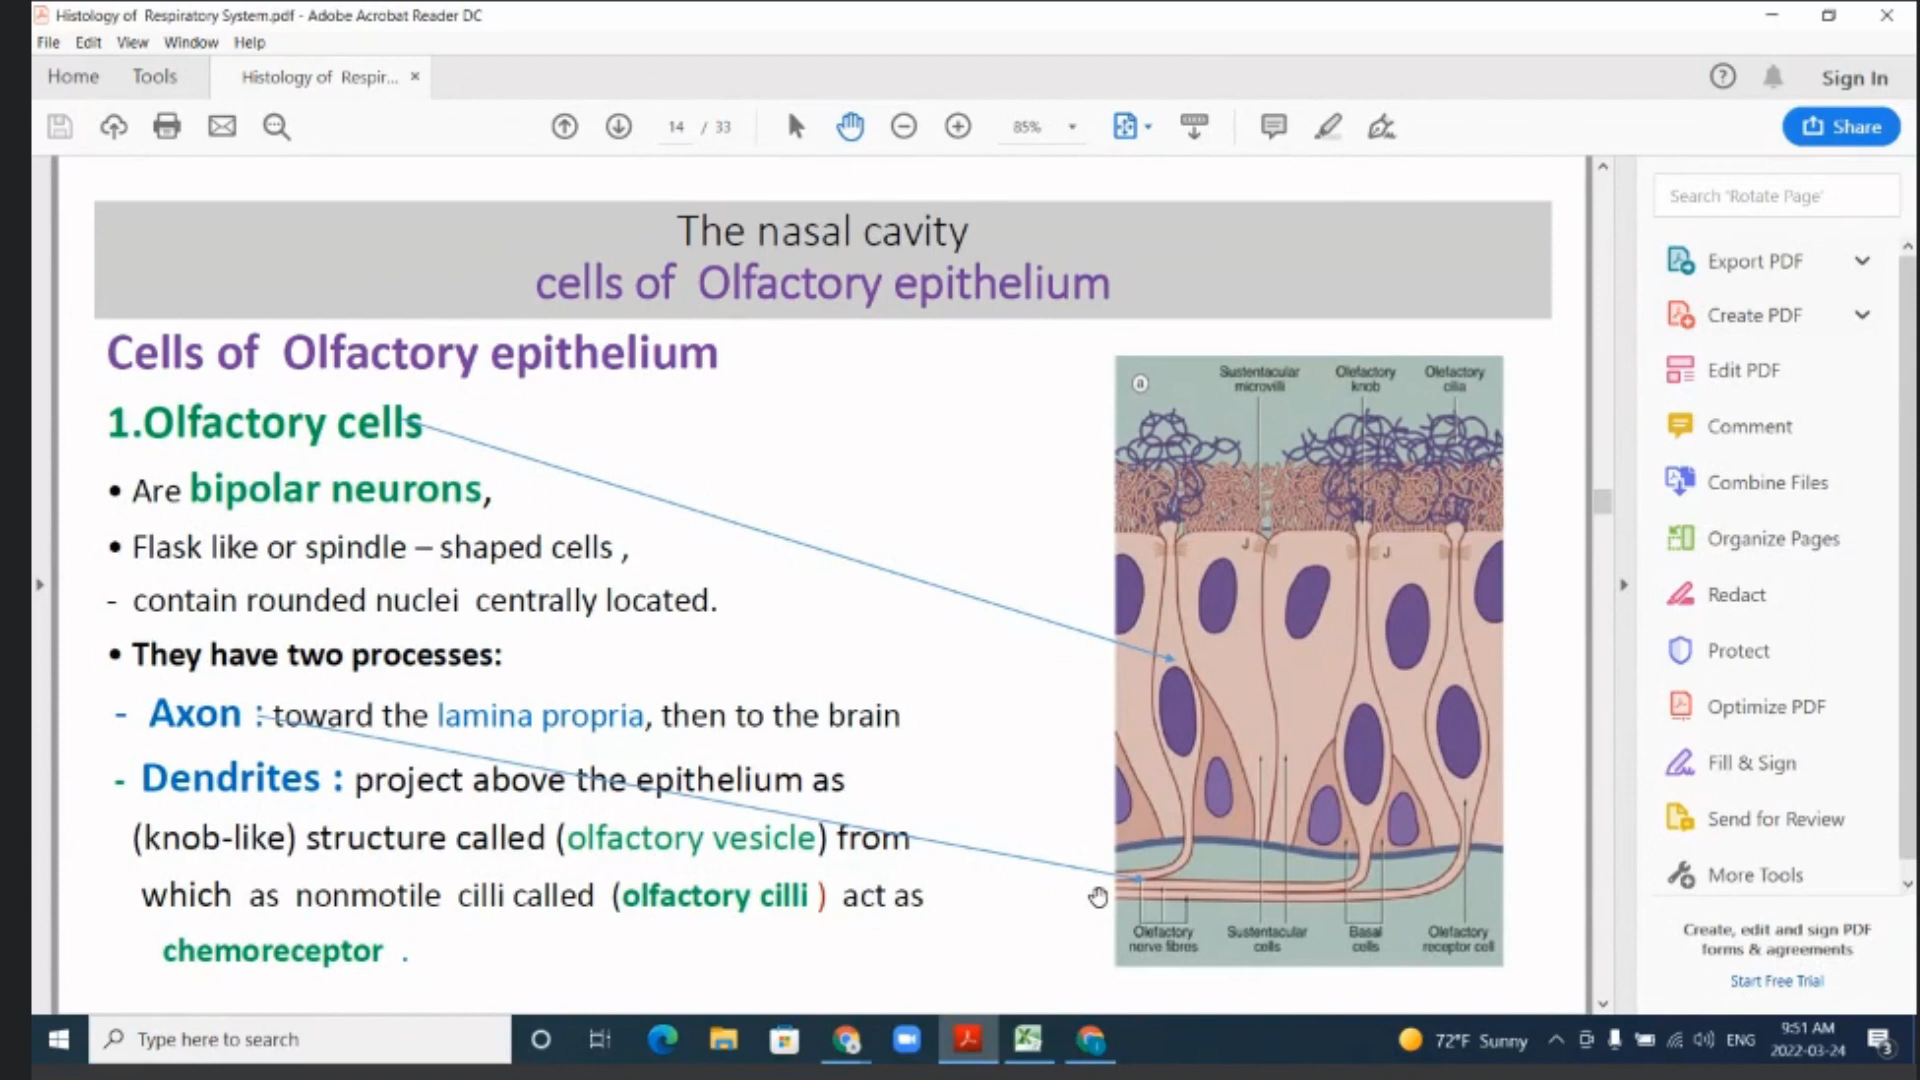 Histology of  Respiratory System.pdf - Adobe Acrobat Reader DC
File Edit View Window Help
Home Tools Histology of  Respir... ×
Sign In
14 / 33
85%
Share
The nasal cavity
cells of  Olfactory epithelium
Cells of  Olfactory epithelium
1.Olfactory cells
• Are bipolar neurons,
• Flask like or spindle – shaped cells ,
- contain rounded nuclei  centrally located.
• They have two processes:
- Axon : toward the lamina propria, then to the brain
- Dendrites : project above the epithelium as
(knob-like) structure called (olfactory vesicle) from
which  as  nonmotile  cilli called  (olfactory cilli )  act as
chemoreceptor  .
a
Sustentacular
microvilli
Olefactory
knob
Olefactory
cilia
J
J
Olefactory
nerve fibres
Sustentacular
cells
Basal
cells
Olefactory
receptor cell
Search 'Rotate Page'
Export PDF
Create PDF
Edit PDF
Comment
Combine Files
Organize Pages
Redact
Protect
Optimize PDF
Fill & Sign
Send for Review
More Tools
Create, edit and sign PDF
forms & agreements
Start Free Trial
Type here to search
72°F Sunny
ENG
9:51 AM
2022-03-24
3